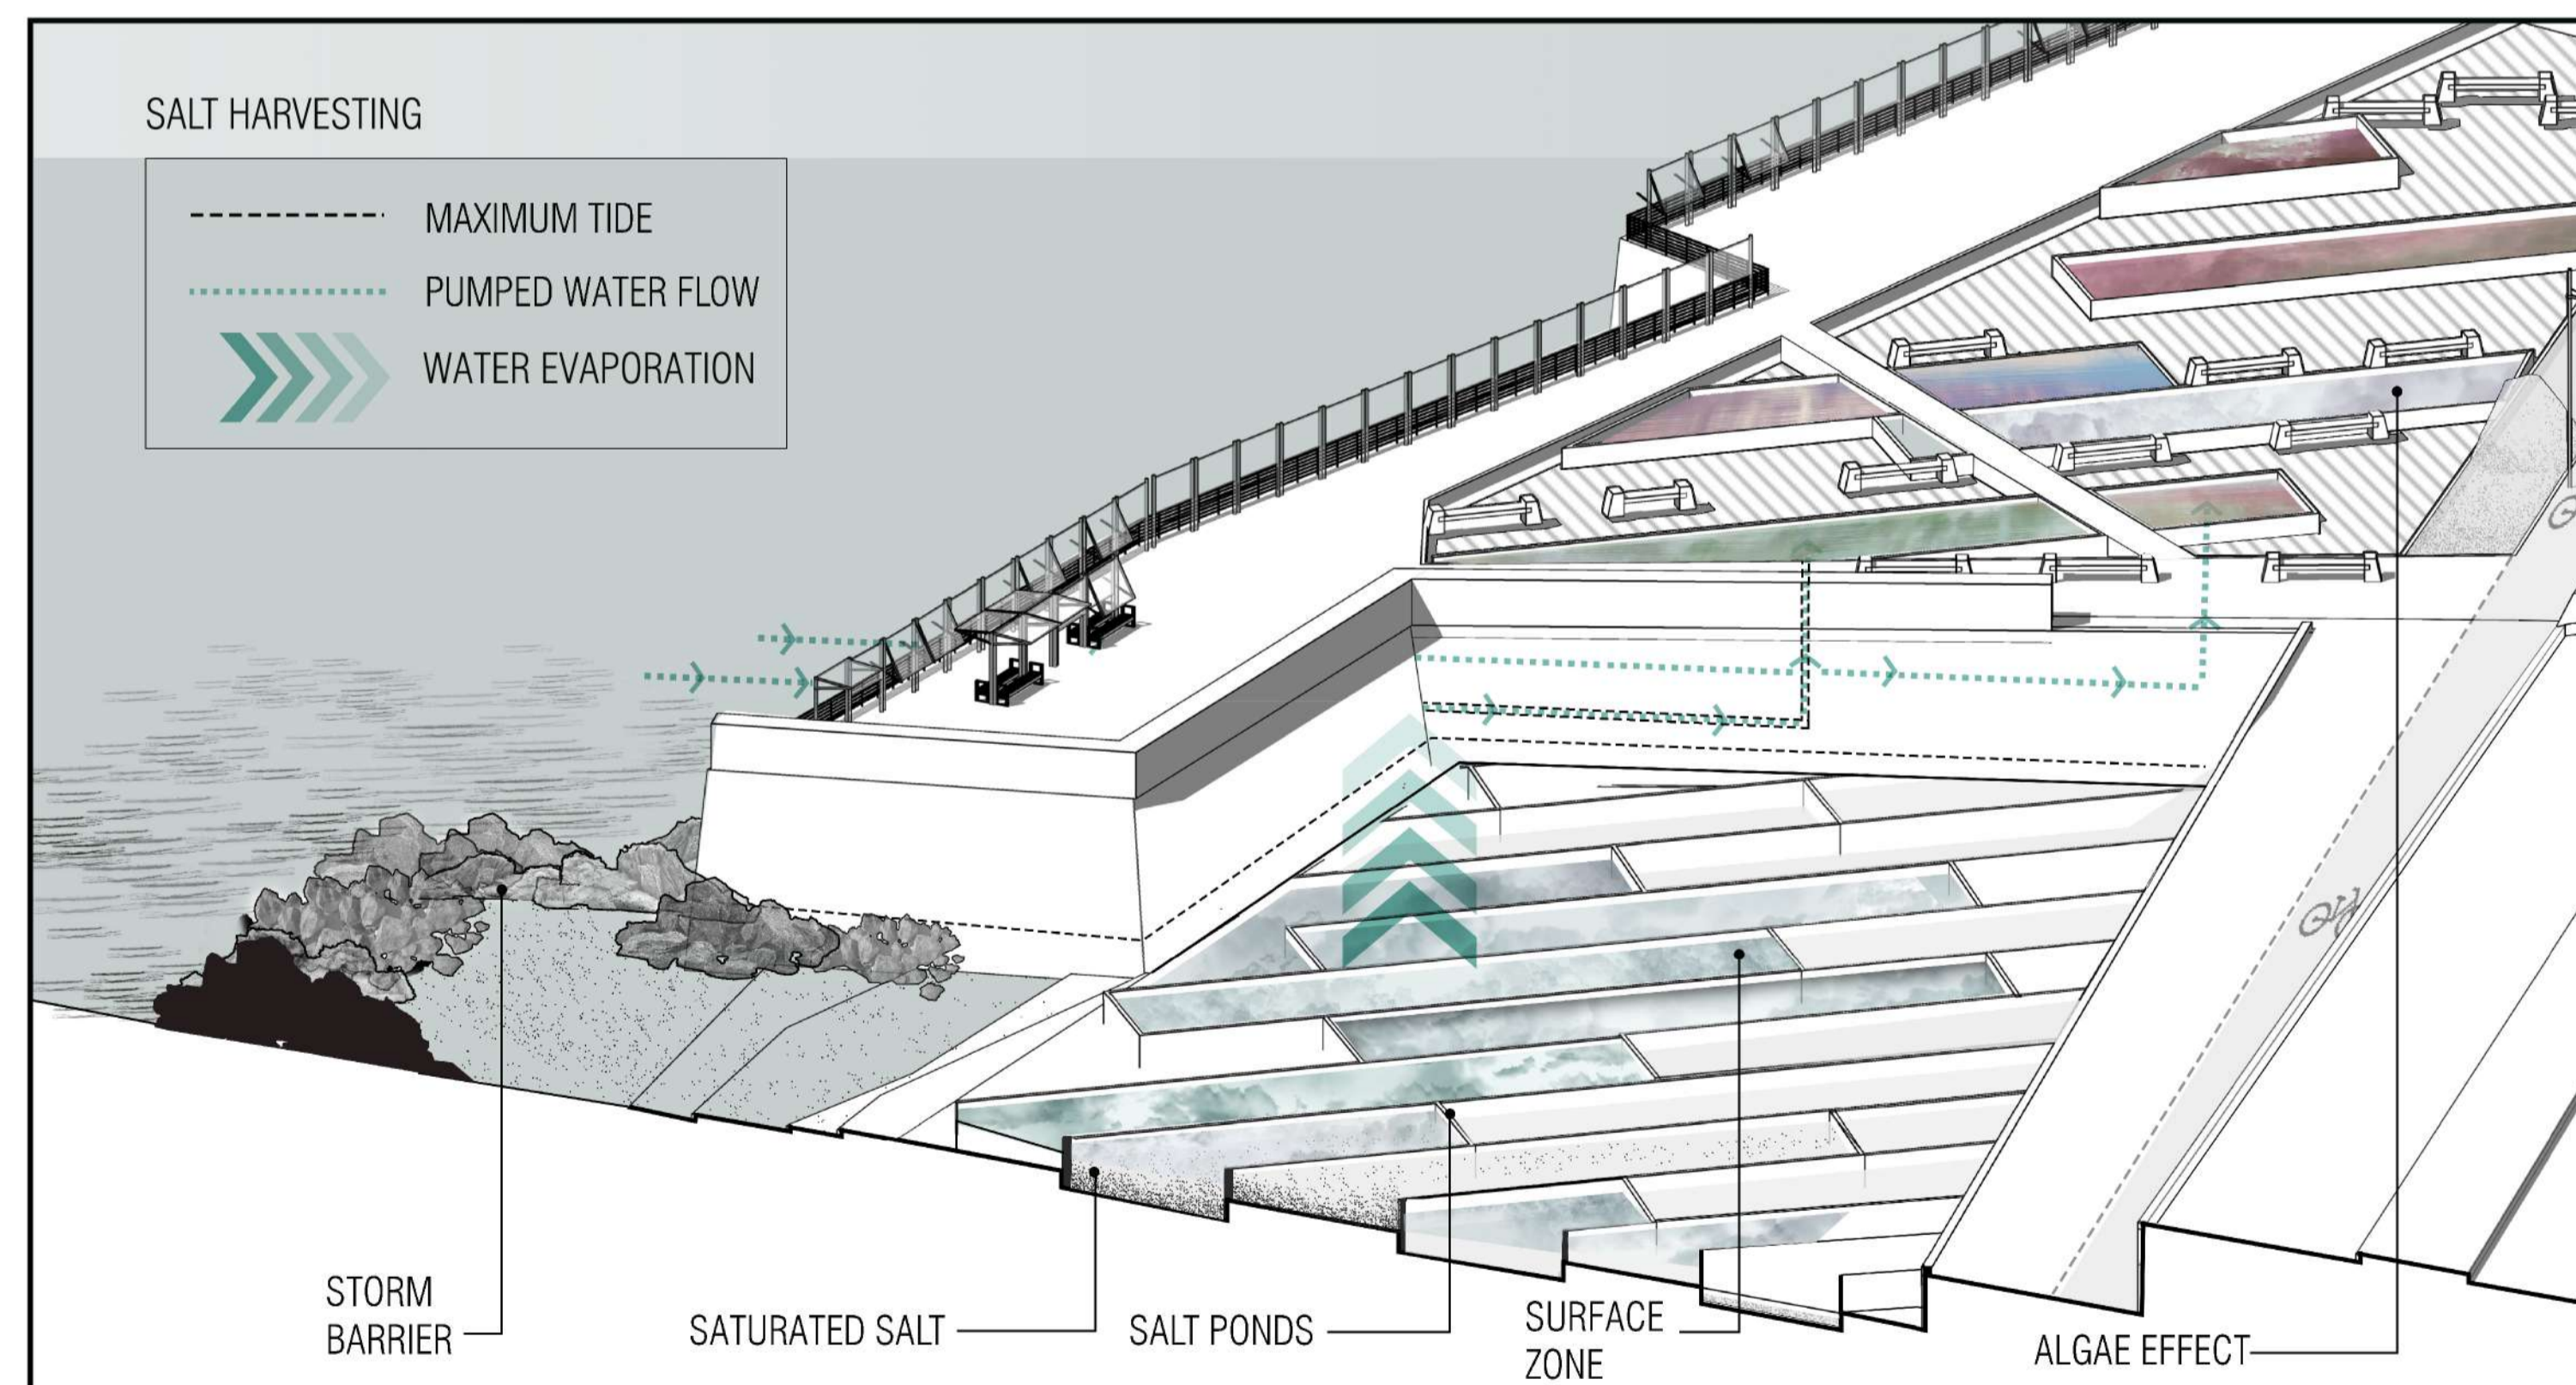 SALT HARVESTING
MAXIMUM TIDE
PUMPED WATER FLOW
WATER EVAPORATION
STORM
BARRIER
SATURATED SALT
SALT PONDS
SURFACE
ZONE
ALGAE EFFECT